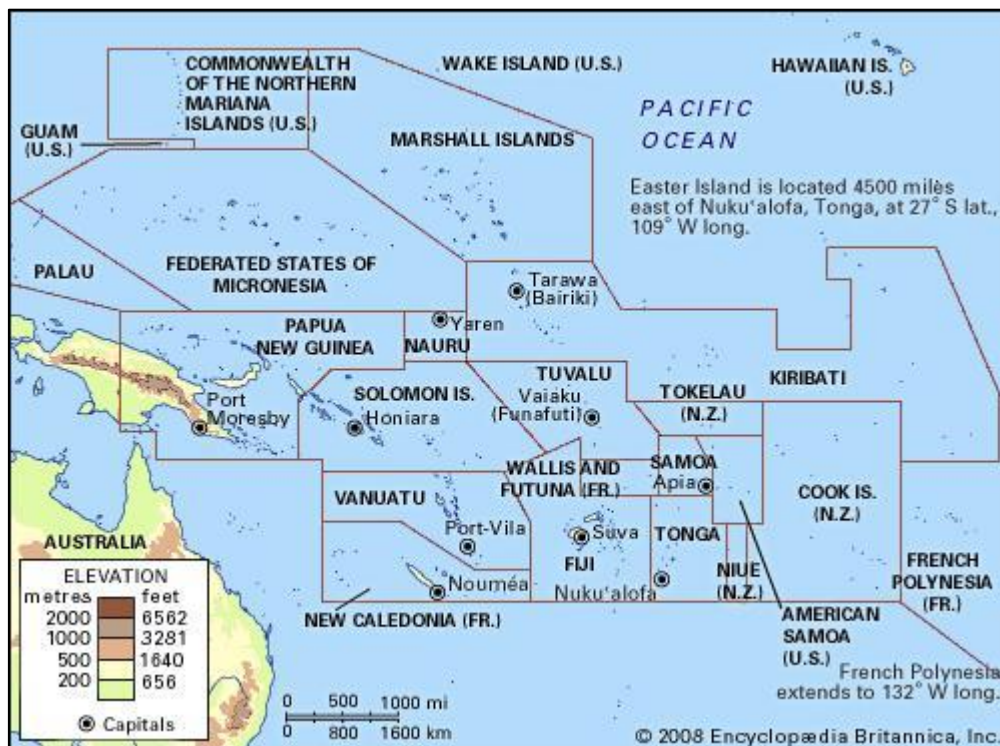 COMMONWEALTH
OF THE NORTHERN
MARIANA
ISLANDS (U.S.)
WAKE ISLAND (U.S.)
HAWAIIAN IS.
(U.S.)
GUAM
(U.S.)
MARSHALL ISLANDS
PACIFIC
OCEAN
Easter Island is located 4500 miles
east of Nukuʻalofa, Tonga, at 27° S lat.,
109° W long.
PALAU
FEDERATED STATES OF
MICRONESIA
Tarawa
(Bairiki)
PAPUA
NEW GUINEA
Yaren
NAURU
TUVALU
KIRIBATI
TOKELAU
(N.Z.)
SOLOMON IS.
Vaiaku
(Funafuti)
Port
Moresby
Honiara
WALLIS AND
FUTUNA (FR.)
SAMOA
Apia
COOK IS.
(N.Z.)
VANUATU
Port-Vila
Suva
FIJI
TONGA
AUSTRALIA
Nouméa
Nukuʻalofa
NIUE
(N.Z.)
FRENCH
POLYNESIA
(FR.)
NEW CALEDONIA (FR.)
AMERICAN
SAMOA
(U.S.)
French Polynesia
extends to 132° W long.
ELEVATION
metres feet
2000 6562
1000 3281
500 1640
200 656
Capitals
0 500 1000 mi
0 800 1600 km
© 2008 Encyclopædia Britannica, Inc.